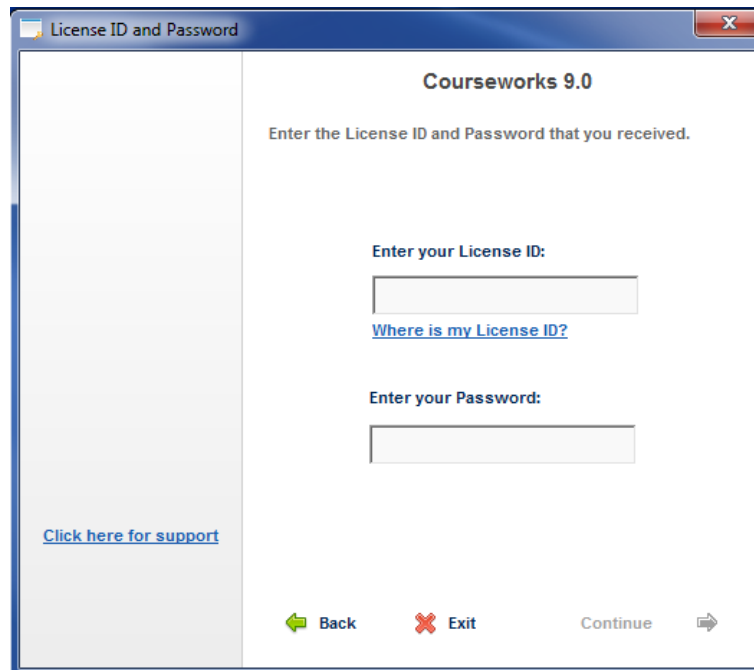 License ID and Password
X
Courseworks 9.0
Enter the License ID and Password that you received.
Enter your License ID:
Where is my License ID?
Enter your Password:
Click here for support
Back Exit Continue